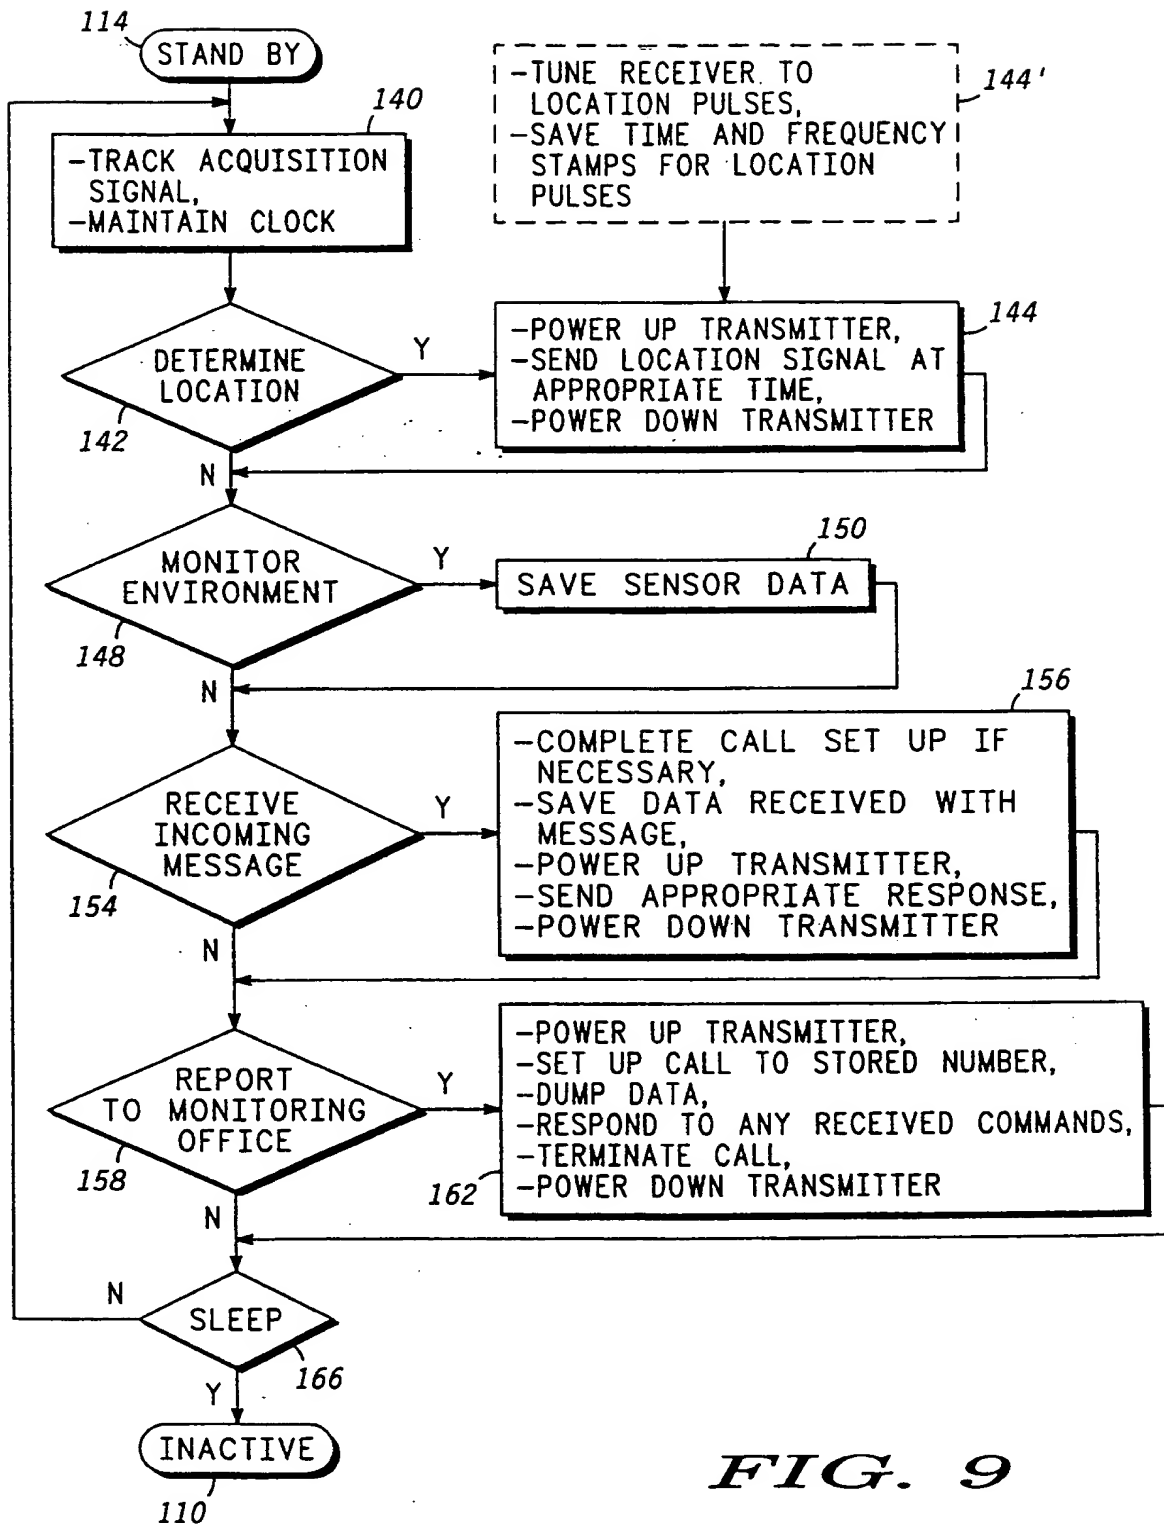 114
STAND BY
140
-TRACK ACQUISITION
SIGNAL,
-MAINTAIN CLOCK
-TUNE RECEIVER TO
LOCATION PULSES,
-SAVE TIME AND FREQUENCY
STAMPS FOR LOCATION
PULSES
144'
DETERMINE
LOCATION
142
Y
N
-POWER UP TRANSMITTER,
-SEND LOCATION SIGNAL AT
APPROPRIATE TIME,
-POWER DOWN TRANSMITTER
144
MONITOR
ENVIRONMENT
148
Y
N
150
SAVE SENSOR DATA
RECEIVE
INCOMING
MESSAGE
154
Y
N
156
-COMPLETE CALL SET UP IF
NECESSARY,
-SAVE DATA RECEIVED WITH
MESSAGE,
-POWER UP TRANSMITTER,
-SEND APPROPRIATE RESPONSE,
-POWER DOWN TRANSMITTER
REPORT
TO MONITORING
OFFICE
158
Y
N
-POWER UP TRANSMITTER,
-SET UP CALL TO STORED NUMBER,
-DUMP DATA,
-RESPOND TO ANY RECEIVED COMMANDS,
-TERMINATE CALL,
-POWER DOWN TRANSMITTER
162
N
SLEEP
166
Y
INACTIVE
110
FIG. 9